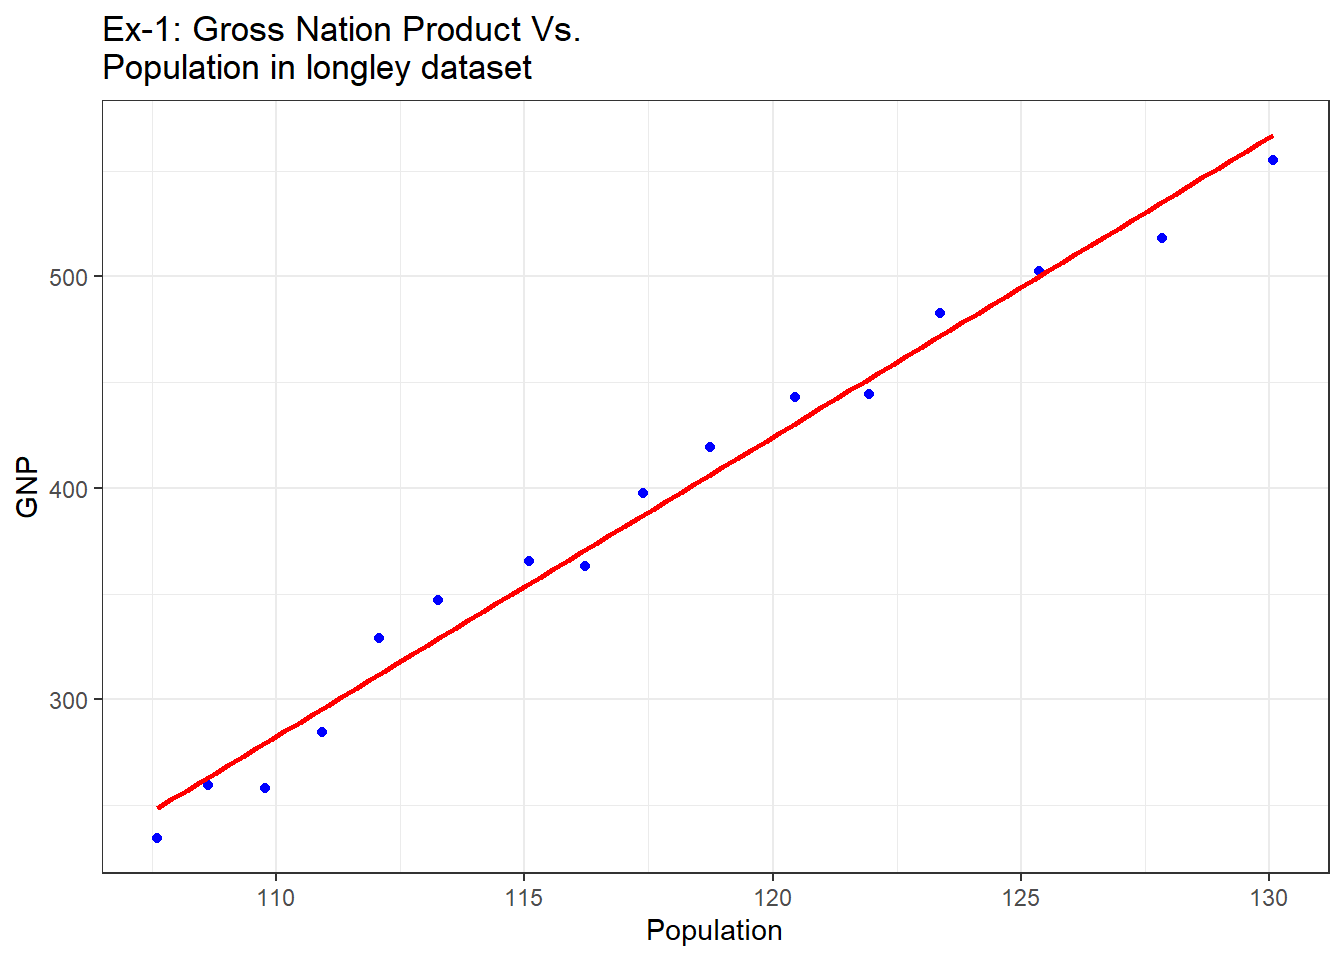 Ex-1: Gross Nation Product Vs.
Population in longley dataset
500
400
300
GNP
110 115 120 125 130
Population